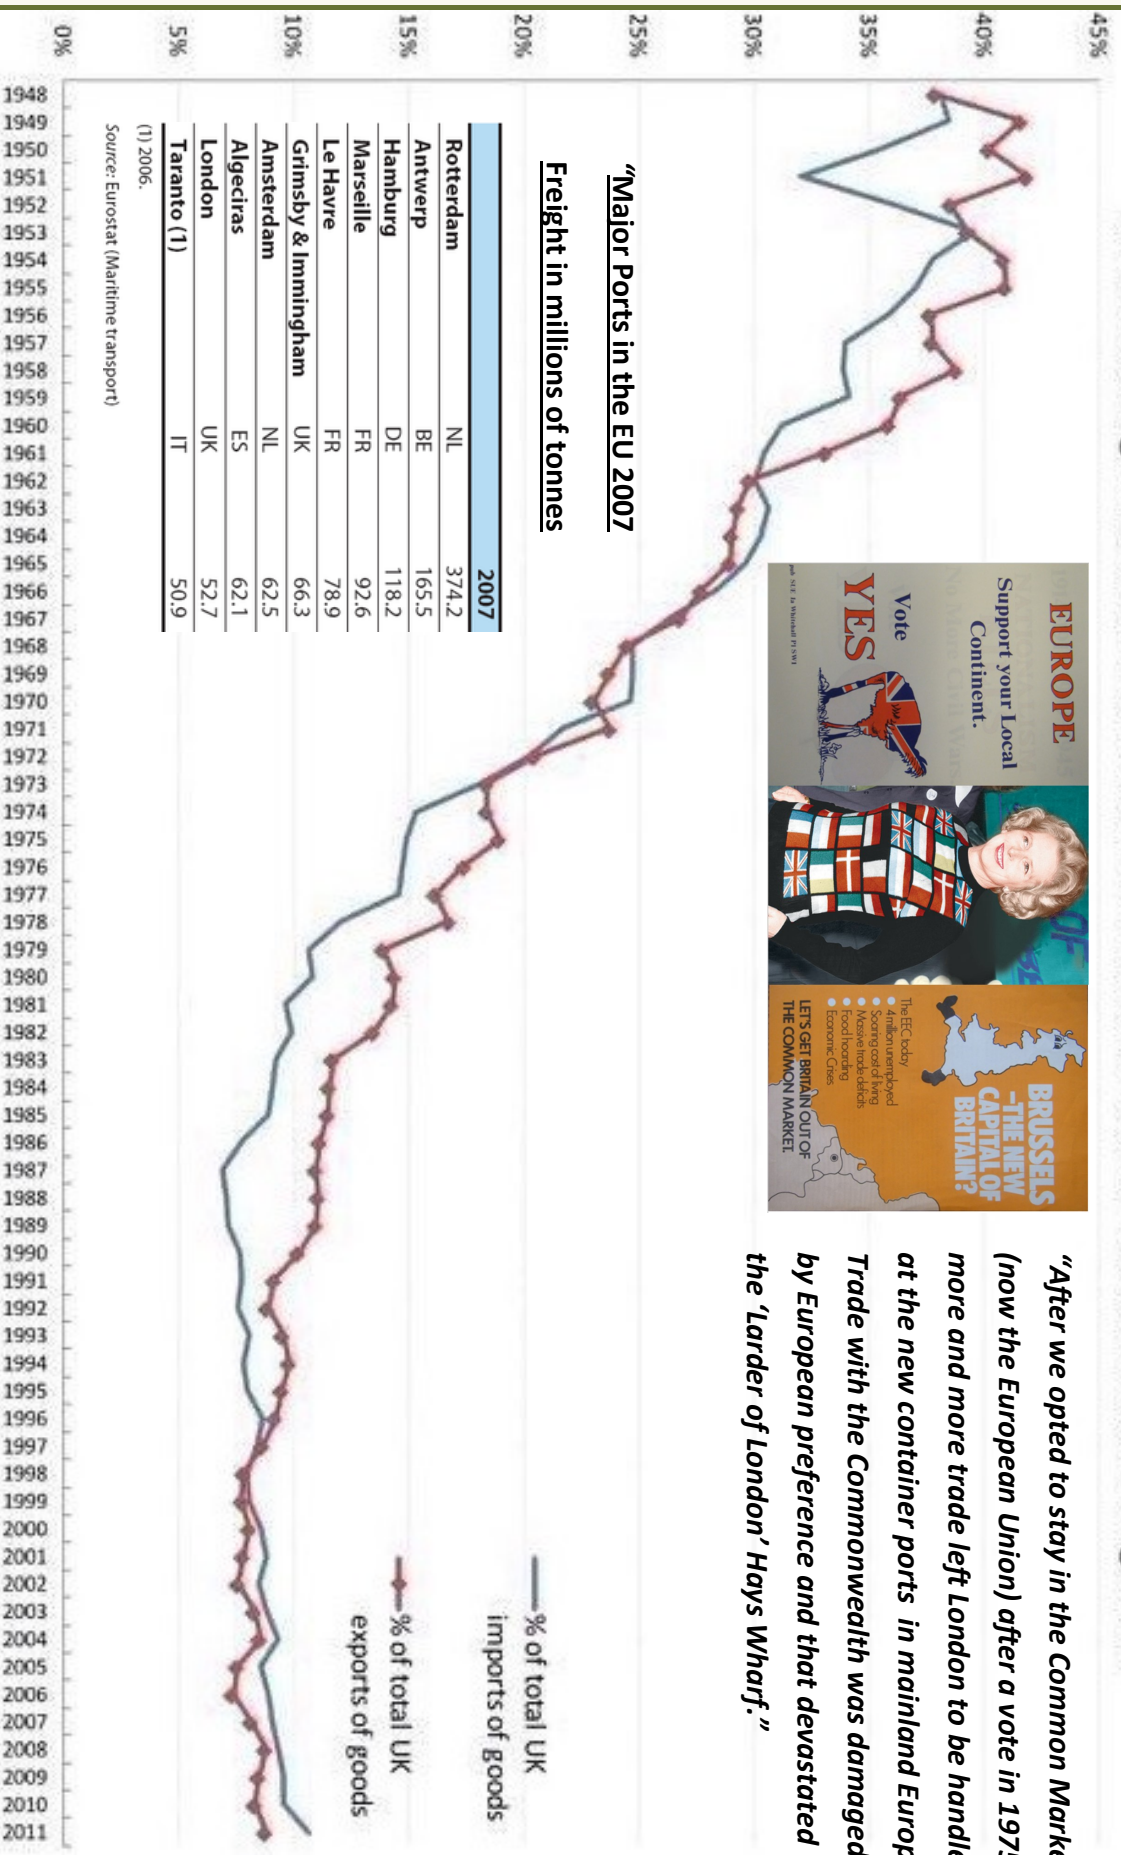 45%
40%
35%
30%
25%
20%
15%
10%
5%
0%
EUROPE
Support your Local
Continent.
Vote
YES
OF
BRUSSELS
–THE NEW
CAPITAL OF
BRITAIN?
The EEC today
• 4 million unemployed
• Soaring cost of living
• Massive trade deficits
• Food hoarding
• Economic Crises
LET'S GET BRITAIN OUT OF
THE COMMON MARKET.
“After we opted to stay in the Common Marke
(now the European Union) after a vote in 1975
more and more trade left London to be handle
at the new container ports in mainland Europ
Trade with the Commonwealth was damaged
by European preference and that devastated
the ‘Larder of London’ Hays Wharf.”
“Major Ports in the EU 2007
Freight in millions of tonnes
2007
Rotterdam NL 374.2
Antwerp BE 165.5
Hamburg DE 118.2
Marseille FR 92.6
Le Havre FR 78.9
Grimsby & Immingham UK 66.3
Amsterdam NL 62.5
Algeciras ES 62.1
London UK 52.7
Taranto (1) IT 50.9
(1) 2006.
Source: Eurostat (Maritime transport)
% of total UK
imports of goods
% of total UK
exports of goods
1948
1949
1950
1951
1952
1953
1954
1955
1956
1957
1958
1959
1960
1961
1962
1963
1964
1965
1966
1967
1968
1969
1970
1971
1972
1973
1974
1975
1976
1977
1978
1979
1980
1981
1982
1983
1984
1985
1986
1987
1988
1989
1990
1991
1992
1993
1994
1995
1996
1997
1998
1999
2000
2001
2002
2003
2004
2005
2006
2007
2008
2009
2010
2011